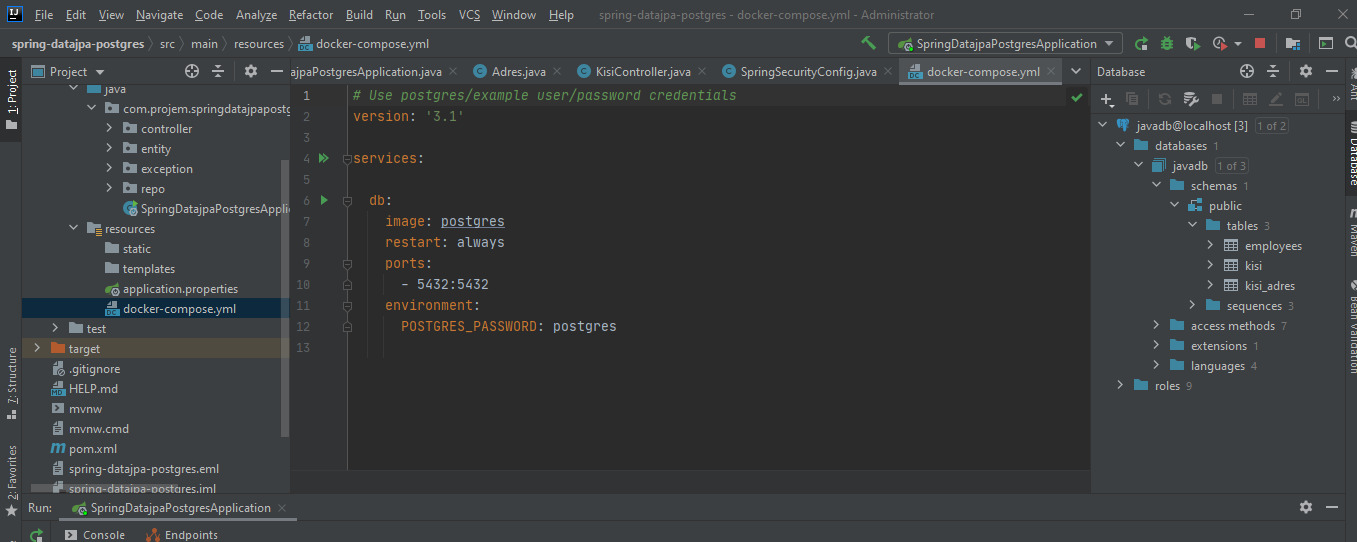 File Edit View Navigate Code Analyze Refactor Build Run Tools VCS Window Help spring-datajpa-postgres - docker-compose.yml - Administrator
spring-datajpa-postgres src main resources docker-compose.yml SpringDatajpaPostgresApplication
1: Project
7: Structure
2: Favorites
Project
java
com.projem.springdatajpapostg
controller
entity
exception
repo
SpringDatajpaPostgresAppli
resources
static
templates
application.properties
docker-compose.yml
test
target
.gitignore
HELP.md
mvnw
mvnw.cmd
pom.xml
spring-datajpa-postgres.eml
spring-datajpa-postgres.iml
tajpaPostgresApplication.java Adres.java KisiController.java SpringSecurityConfig.java docker-compose.yml
1 # Use postgres/example user/password credentials
2 version: '3.1'
3
4 services:
5
6 db:
7 image: postgres
8 restart: always
9 ports:
10 - 5432:5432
11 environment:
12 POSTGRES_PASSWORD: postgres
13
Database
javadb@localhost [3] 1 of 2
databases 1
javadb 1 of 3
schemas 1
public
tables 3
employees
kisi
kisi_adres
sequences 3
access methods 7
extensions 1
languages 4
roles 9
Ant
Database
Maven
Bean Validation
Run: SpringDatajpaPostgresApplication
Console Endpoints